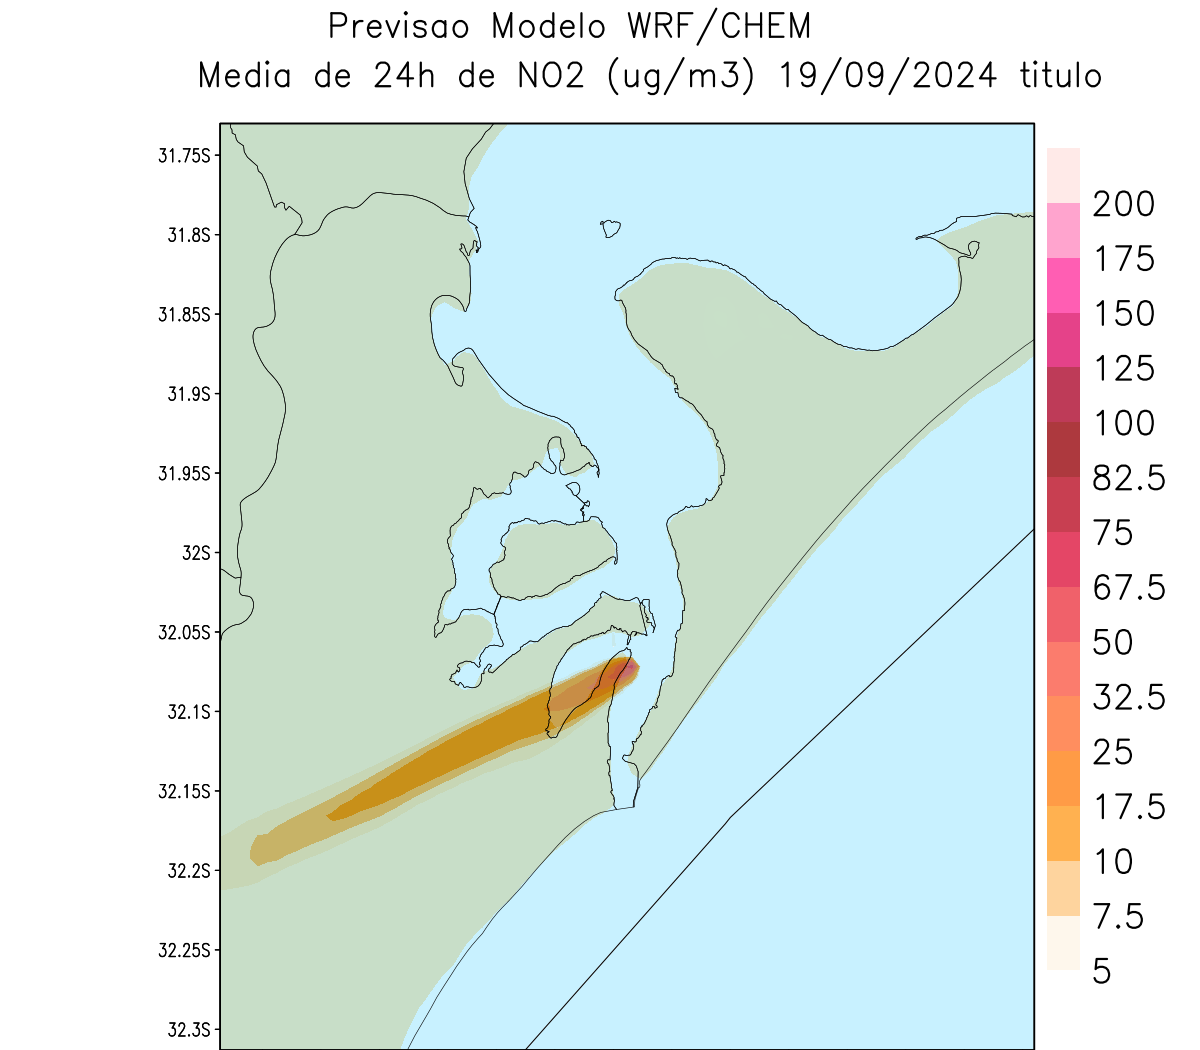 Previsao Modelo WRF/CHEM
Media de 24h de NO2 (ug/m3) 19/09/2024 titulo
31.75S
31.8S
31.85S
31.9S
31.95S
32S
32.05S
32.1S
32.15S
32.2S
32.25S
32.3S
200
175
150
125
100
82.5
75
67.5
50
32.5
25
17.5
10
7.5
5